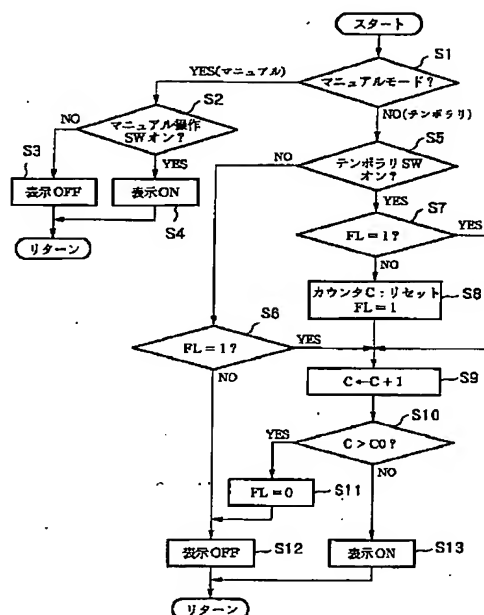 スタート
S1
マニュアルモード?
YES(マニュアル)
NO(テンポラリ)
S2
マニュアル操作
SWオン?
NO
YES
S3
表示OFF
表示ON
S4
リターン
S5
テンポラリSW
オン?
NO
YES
S7
FL=1?
YES
NO
カウンタC:リセット
FL=1
S8
S6
FL=1?
YES
NO
C←C+1
S9
S10
C>C0?
YES
NO
FL=0
S11
表示OFF
S12
表示ON
S13
リターン